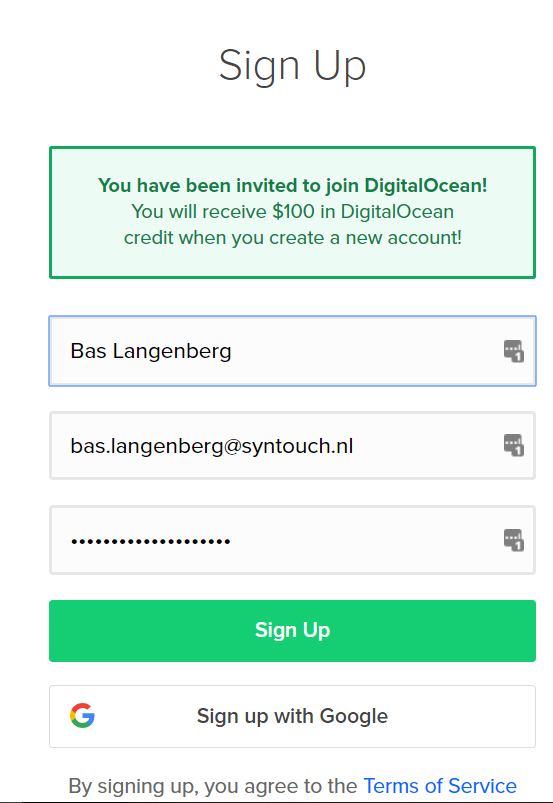 Sign Up
You have been invited to join DigitalOcean!
You will receive $100 in DigitalOcean
credit when you create a new account!
Bas Langenberg
bas.langenberg@syntouch.nl
••••••••••••••••••••
Sign Up
Sign up with Google
By signing up, you agree to the Terms of Service